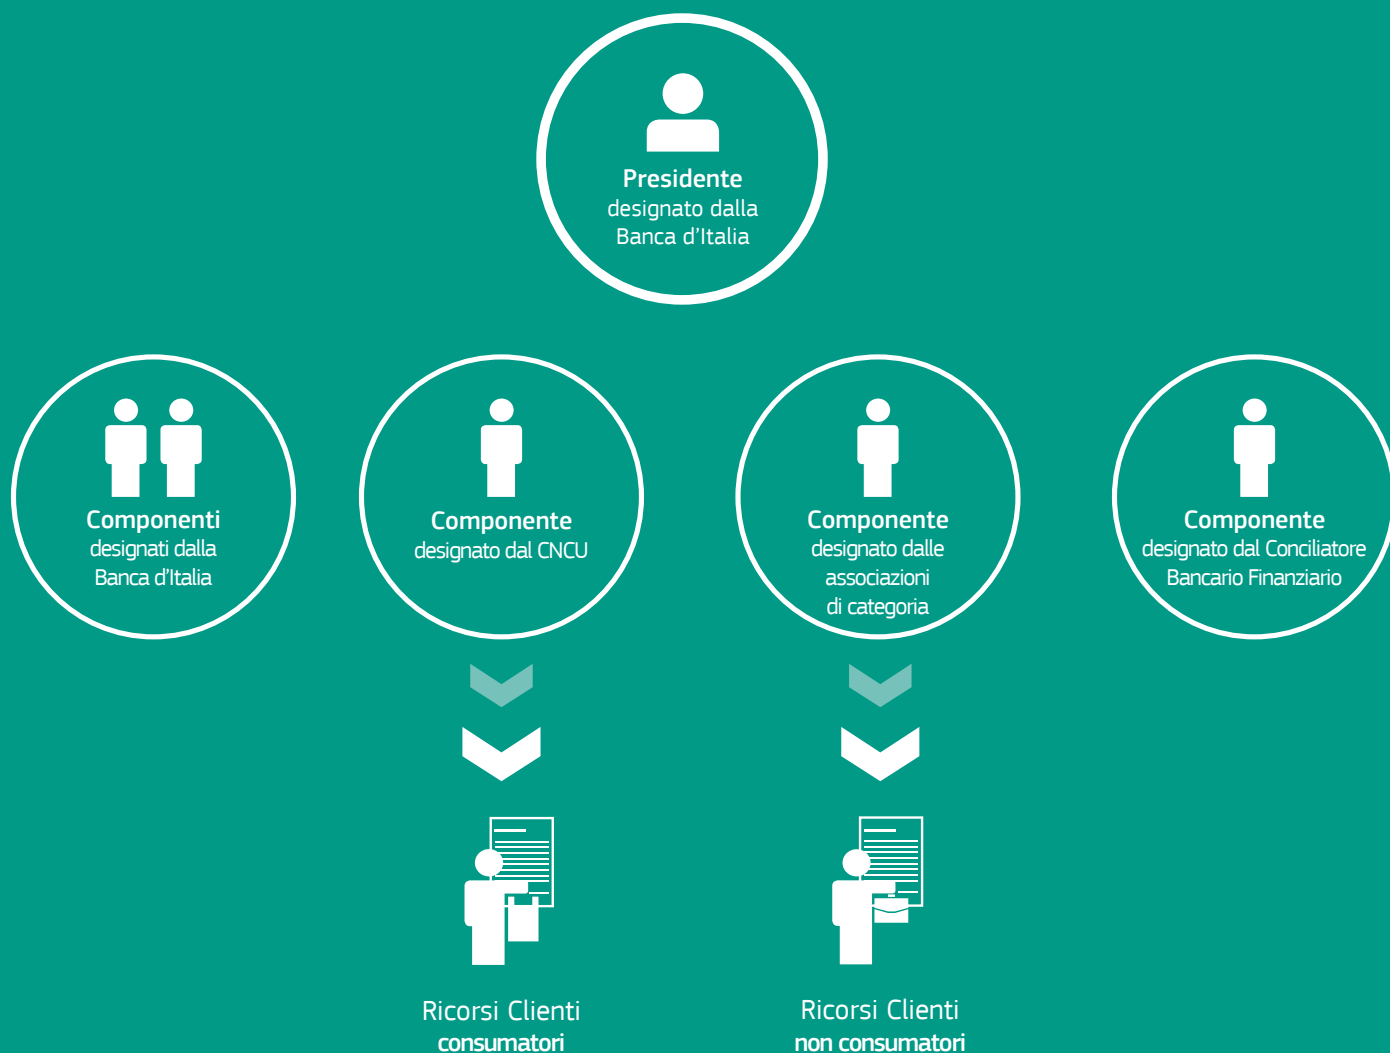 Presidente
designato dalla
Banca d'Italia
Componenti
designati dalla
Banca d'Italia
Componente
designato dal CNCU
Componente
designato dalle
associazioni
di categoria
Componente
designato dal Conciliatore
Bancario Finanziario
Ricorsi Clienti
consumatori
Ricorsi Clienti
non consumatori